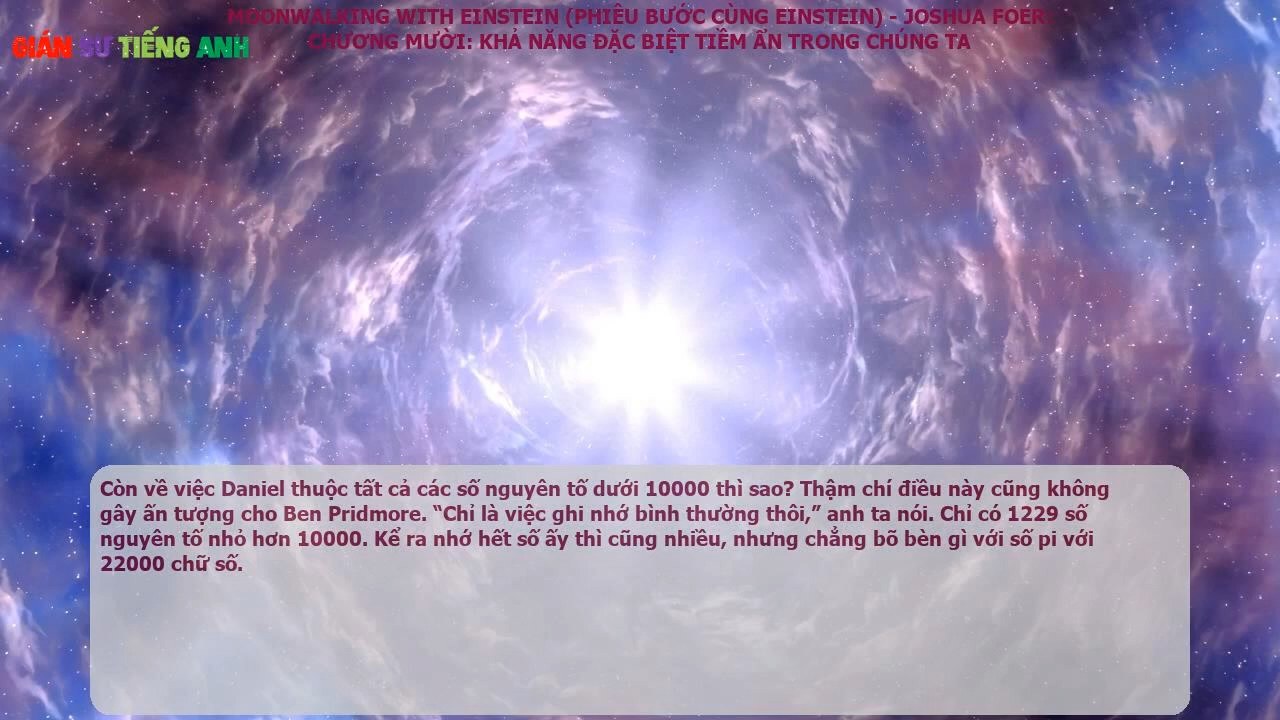 MOONWALKING WITH EINSTEIN (PHIÊU BƯỚC CÙNG EINSTEIN) - JOSHUA FOER:
CHƯƠNG MƯỜI: KHẢ NĂNG ĐẶC BIỆT TIỀM ẨN TRONG CHÚNG TA
GIÁN SƯ TIẾNG ANH
Còn về việc Daniel thuộc tất cả các số nguyên tố dưới 10000 thì sao? Thậm chí điều này cũng không
gây ấn tượng cho Ben Pridmore. “Chỉ là việc ghi nhớ bình thường thôi,” anh ta nói. Chỉ có 1229 số
nguyên tố nhỏ hơn 10000. Kể ra nhớ hết số ấy thì cũng nhiều, nhưng chẳng bõ bèn gì với số pi với
22000 chữ số.